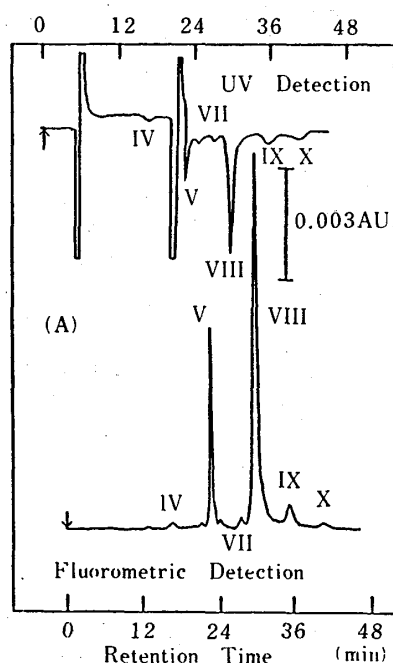 0 12 24 36 48
UV Detection
VII
IV
V
IX X
0.003AU
VIII
(A)
V
VIII
IV
IX
X
VII
Fluorometric Detection
0 12 24 36 48
Retention Time (min)